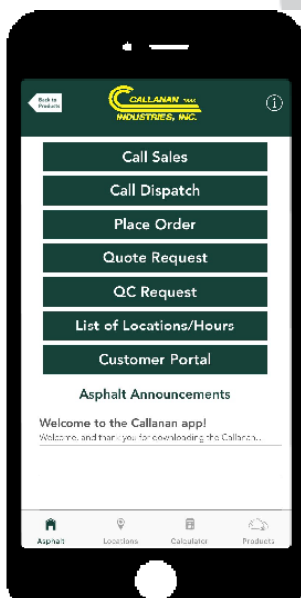 Back to
Products
CALLANAN
INDUSTRIES, INC.
Call Sales
Call Dispatch
Place Order
Quote Request
QC Request
List of Locations/Hours
Customer Portal
Asphalt Announcements
Welcome to the Callanan app!
Welcome, and thank you for downloading the Callanan...
Asphalt
Locations
Calculator
Products